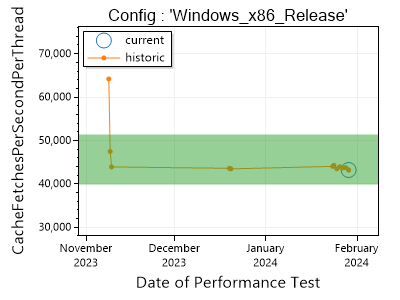 Config : 'Windows_x86_Release'
CacheFetchesPerSecondPerThread
current
historic
70,000
60,000
50,000
40,000
30,000
November
2023
December
2023
January
2024
February
2024
Date of Performance Test